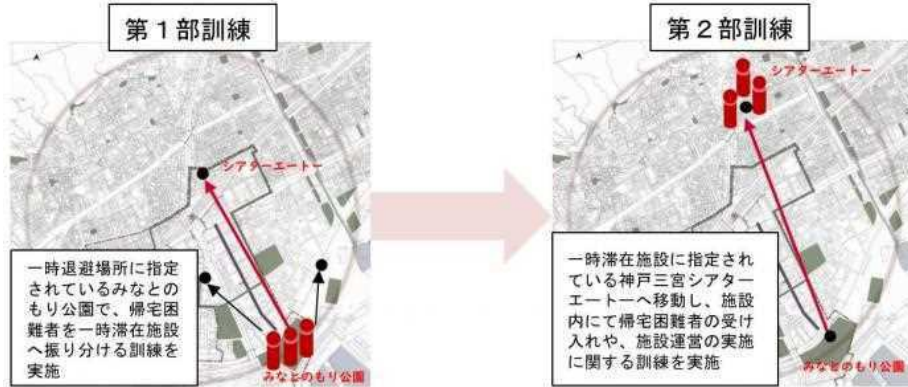 第１部訓練
シアターエートー
一時退避場所に指定
されているみなとの
もり公園で、帰宅困
難者を一時滞在施設
へ振り分ける訓練を
実施
みなとのもり公園
第２部訓練
シアターエートー
一時滞在施設に指定され
ている神戸三宮シアター
エートーへ移動し、施設
内にて帰宅困難者の受け
入れや、施設運営の実施
に関する訓練を実施
みなとのもり公園